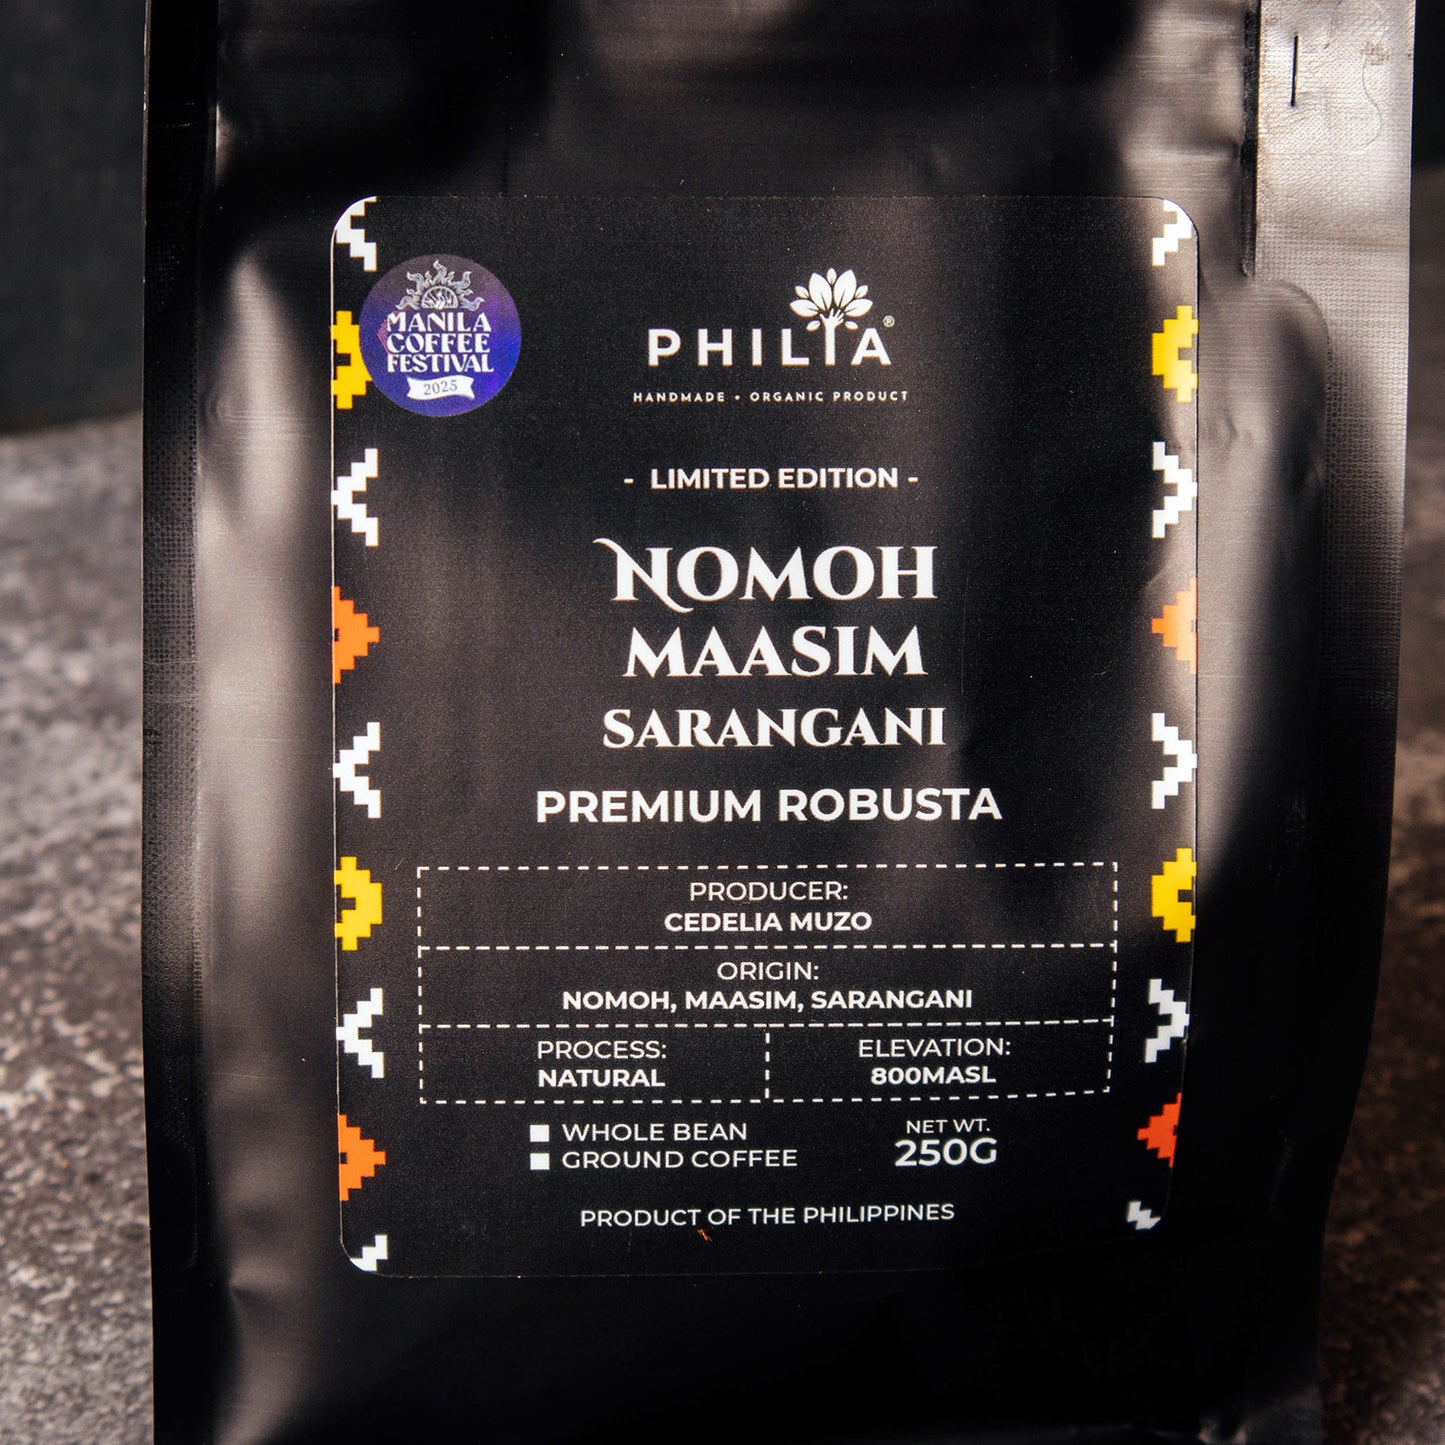 MANILA
COFFEE
FESTIVAL
2025
PHILIA®
HANDMADE • ORGANIC PRODUCT
- LIMITED EDITION -
NOMOH
MAASIM
SARANGANI
PREMIUM ROBUSTA
PRODUCER:
CEDELIA MUZO
ORIGIN:
NOMOH, MAASIM, SARANGANI
PROCESS:
NATURAL
ELEVATION:
800MASL
WHOLE BEAN
GROUND COFFEE
NET WT.
250G
PRODUCT OF THE PHILIPPINES